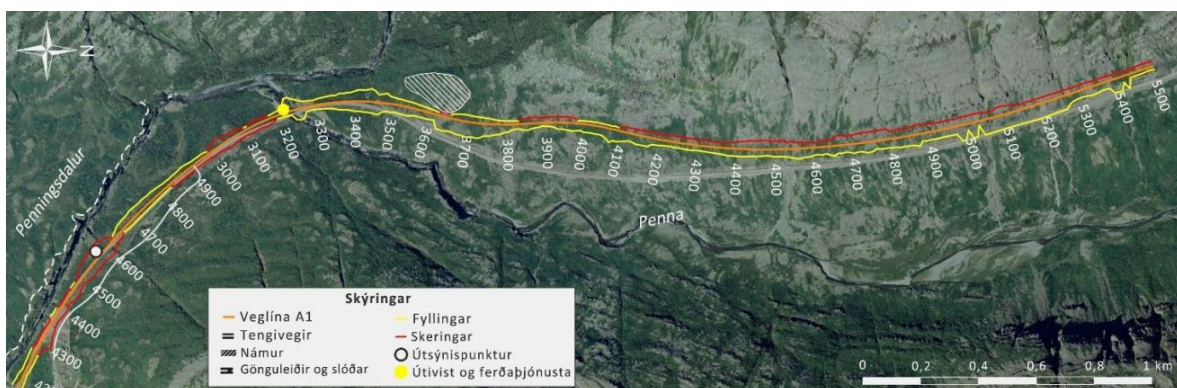 N
Penningsdalur
3200
3300
3400
3500
3600
3700
3800
3900
4000
4100
4200
4300
4400
4500
4600
4700
4800
4900
5000
5100
5200
5300
5400
5500
3100
3000
4900
4800
4700
4600
4500
4400
4300
Penna
Skýringar
Veglína A1
Tengivegir
Námur
Gönguleiðir og slóðar
Fyllingar
Skeringar
Útsýnispunktur
Útivist og ferðaþjónusta
0 0,2 0,4 0,6 0,8 1 km